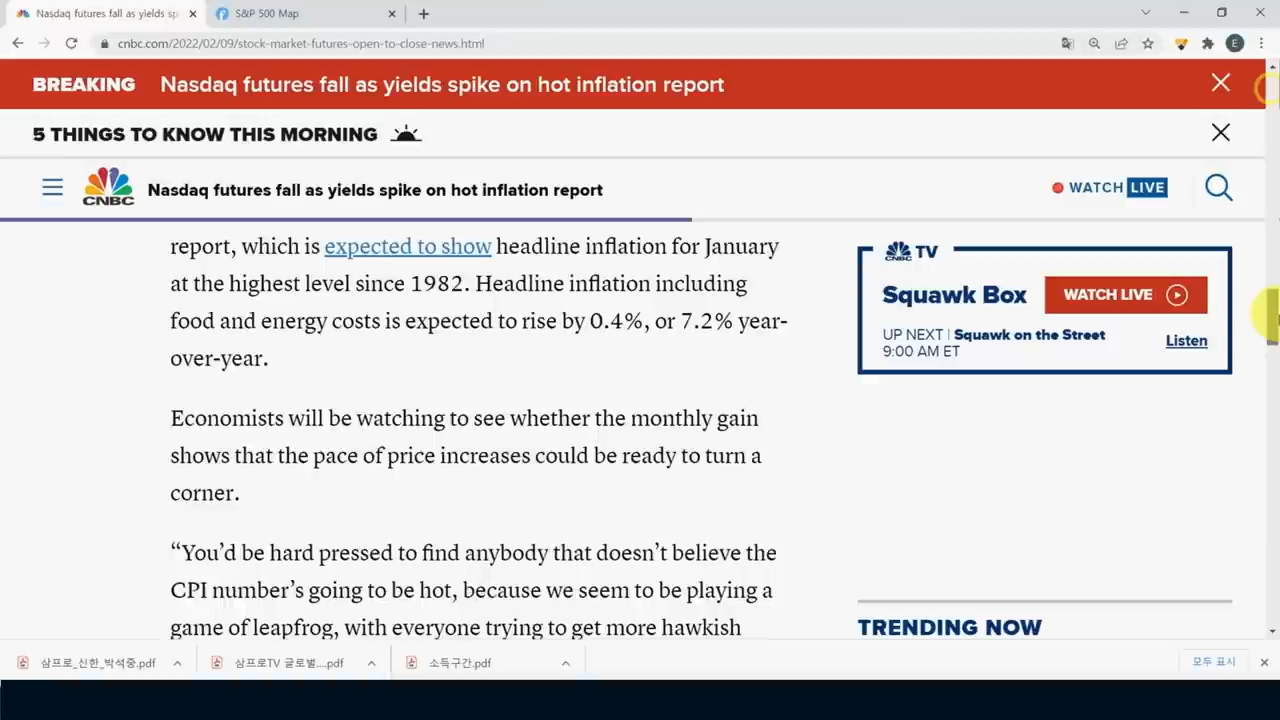 Nasdaq futures fall as yields sp
S&P 500 Map
cnbc.com/2022/02/09/stock-market-futures-open-to-close-news.html
E
BREAKING Nasdaq futures fall as yields spike on hot inflation report
5 THINGS TO KNOW THIS MORNING
CNBC
Nasdaq futures fall as yields spike on hot inflation report
WATCH LIVE
report, which is expected to show headline inflation for January
at the highest level since 1982. Headline inflation including
food and energy costs is expected to rise by 0.4%, or 7.2% year-
over-year.
Economists will be watching to see whether the monthly gain
shows that the pace of price increases could be ready to turn a
corner.
“You’d be hard pressed to find anybody that doesn’t believe the
CPI number’s going to be hot, because we seem to be playing a
game of leapfrog, with everyone trying to get more hawkish
CNBC TV
Squawk Box
WATCH LIVE
UP NEXT | Squawk on the Street
9:00 AM ET
Listen
TRENDING NOW
삼프로_신한_박석중.pdf
삼프로TV 글로벌....pdf
소득구간.pdf
모두 표시